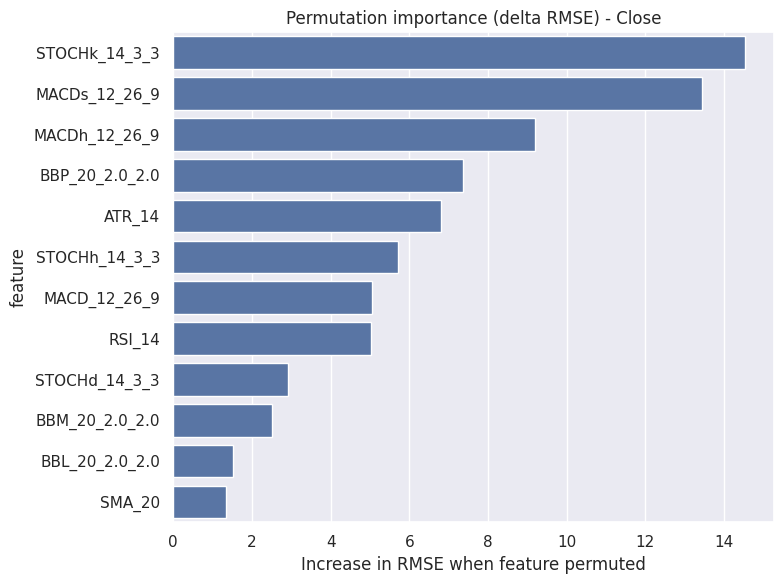 Permutation importance (delta RMSE) - Close
STOCHk_14_3_3
MACDs_12_26_9
MACDh_12_26_9
BBP_20_2.0_2.0
ATR_14
STOCHh_14_3_3
MACD_12_26_9
RSI_14
STOCHd_14_3_3
BBM_20_2.0_2.0
BBL_20_2.0_2.0
SMA_20
feature
0 2 4 6 8 10 12 14
Increase in RMSE when feature permuted